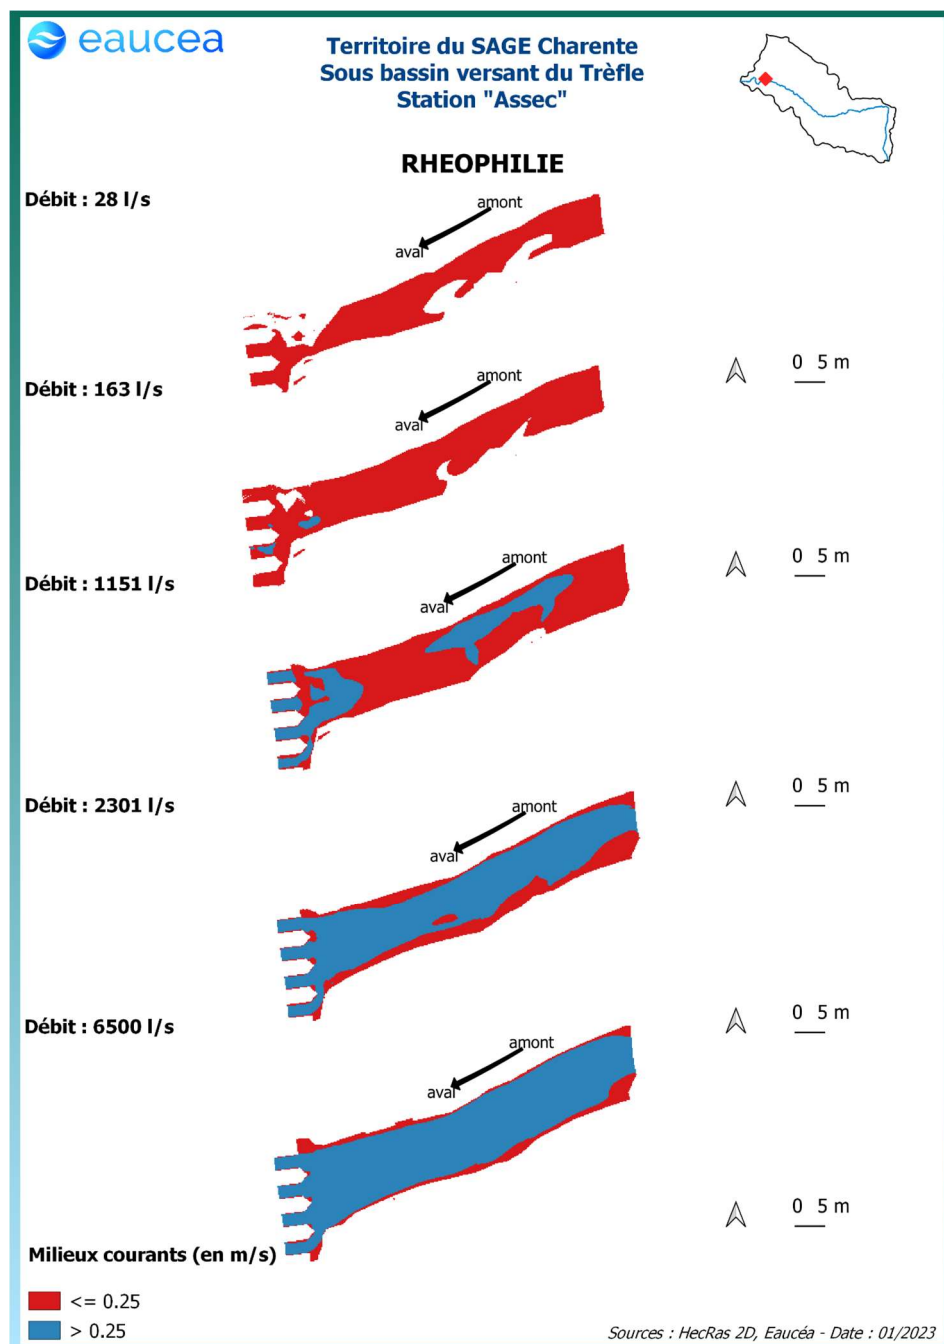 eaucea
Territoire du SAGE Charente
Sous bassin versant du Trèfle
Station "Assec"
RHEOPHILIE
Débit : 28 l/s
amont
aval
0 5 m
Débit : 163 l/s
amont
aval
0 5 m
Débit : 1151 l/s
amont
aval
0 5 m
Débit : 2301 l/s
amont
aval
0 5 m
Débit : 6500 l/s
amont
aval
0 5 m
Milieux courants (en m/s)
<= 0.25
> 0.25
Sources : HecRas 2D, Eaucéa - Date : 01/2023